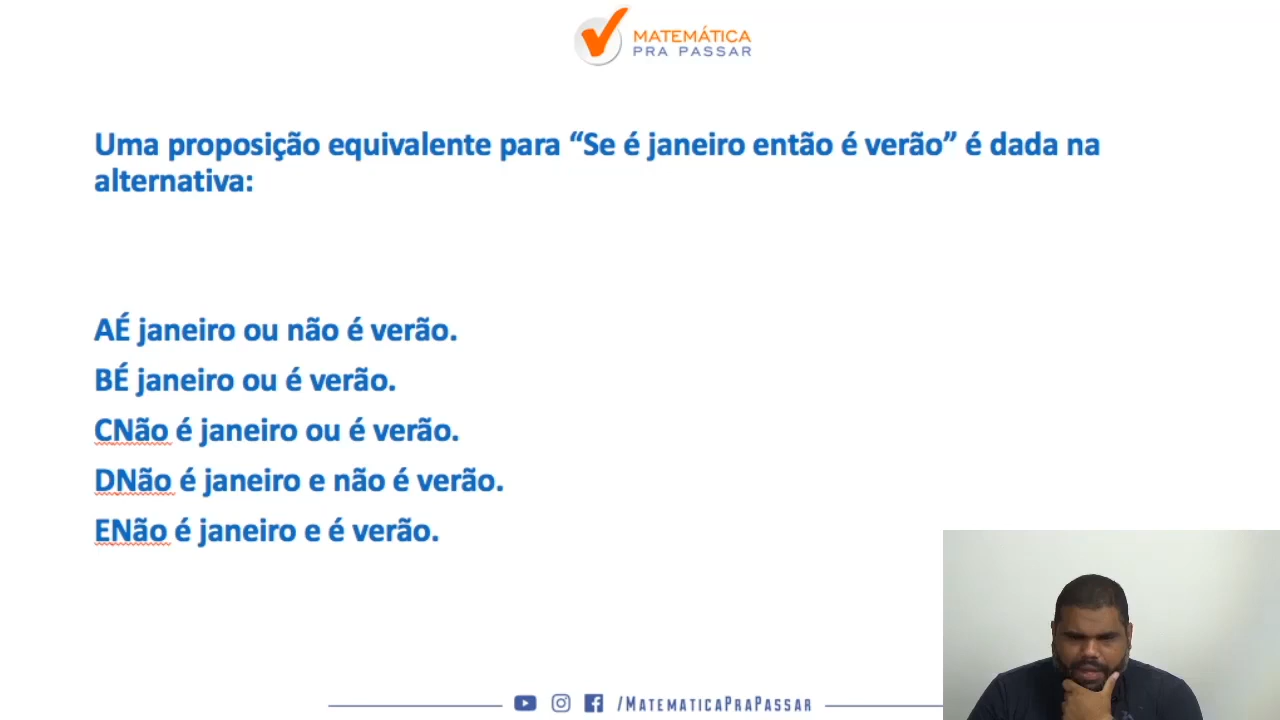 MATEMÁTICA
PRA PASSAR
Uma proposição equivalente para “Se é janeiro então é verão” é dada na
alternativa:
AÉ janeiro ou não é verão.
BÉ janeiro ou é verão.
CNão é janeiro ou é verão.
DNão é janeiro e não é verão.
ENão é janeiro e é verão.
/MATEMATICAPRAPASSAR